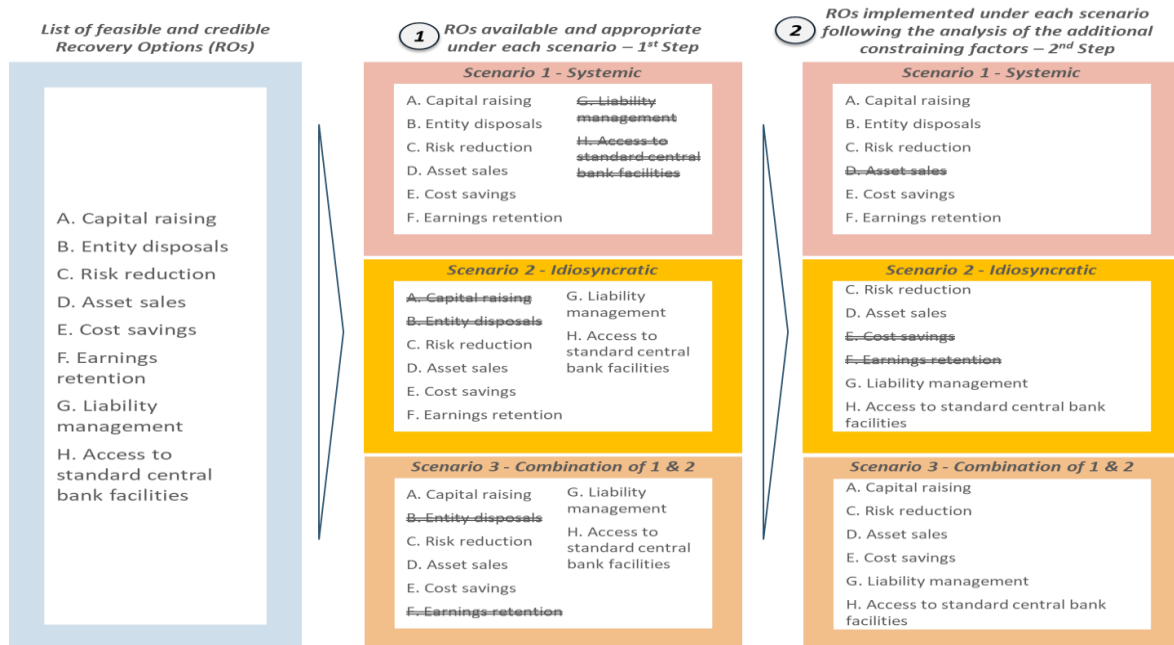 List of feasible and credible
Recovery Options (ROs)
A. Capital raising
B. Entity disposals
C. Risk reduction
D. Asset sales
E. Cost savings
F. Earnings
retention
G. Liability
management
H. Access to
standard central
bank facilities
1
ROs available and appropriate
under each scenario – 1st Step
Scenario 1 - Systemic
A. Capital raising
B. Entity disposals
C. Risk reduction
D. Asset sales
E. Cost savings
F. Earnings retention
G. Liability
management
H. Access to
standard central
bank facilities
Scenario 2 - Idiosyncratic
A. Capital raising
B. Entity disposals
C. Risk reduction
D. Asset sales
E. Cost savings
F. Earnings retention
G. Liability
management
H. Access to
standard central
bank facilities
Scenario 3 - Combination of 1 & 2
A. Capital raising
B. Entity disposals
C. Risk reduction
D. Asset sales
E. Cost savings
F. Earnings retention
G. Liability
management
H. Access to
standard central
bank facilities
2
ROs implemented under each scenario
following the analysis of the additional
constraining factors – 2nd Step
Scenario 1 - Systemic
A. Capital raising
B. Entity disposals
C. Risk reduction
D. Asset sales
E. Cost savings
F. Earnings retention
Scenario 2 - Idiosyncratic
C. Risk reduction
D. Asset sales
E. Cost savings
F. Earnings retention
G. Liability management
H. Access to standard central bank
facilities
Scenario 3 - Combination of 1 & 2
A. Capital raising
C. Risk reduction
D. Asset sales
E. Cost savings
G. Liability management
H. Access to standard central bank
facilities